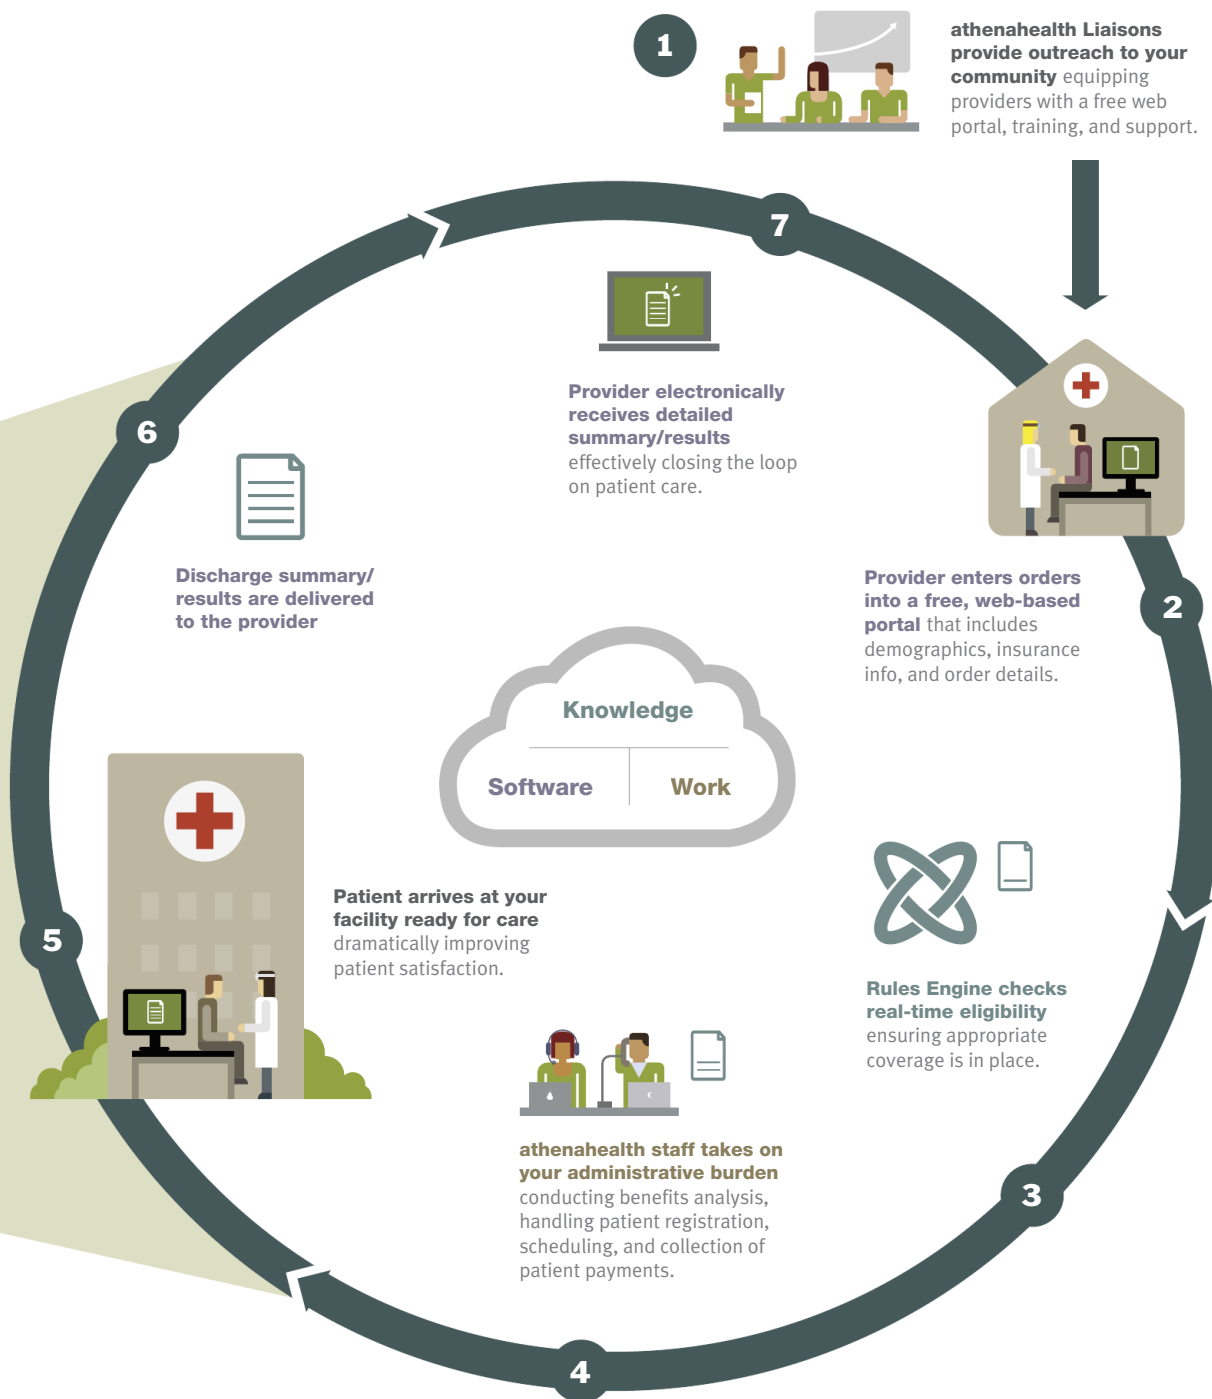 1
athenahealth Liaisons
provide outreach to your
community equipping
providers with a free web
portal, training, and support.
7
Provider electronically
receives detailed
summary/results
effectively closing the loop
on patient care.
6
Discharge summary/
results are delivered
to the provider
Provider enters orders
into a free, web-based
portal that includes
demographics, insurance
info, and order details.
2
Knowledge
Software
Work
Patient arrives at your
facility ready for care
dramatically improving
patient satisfaction.
5
Rules Engine checks
real-time eligibility
ensuring appropriate
coverage is in place.
3
athenahealth staff takes on
your administrative burden
conducting benefits analysis,
handling patient registration,
scheduling, and collection of
patient payments.
4